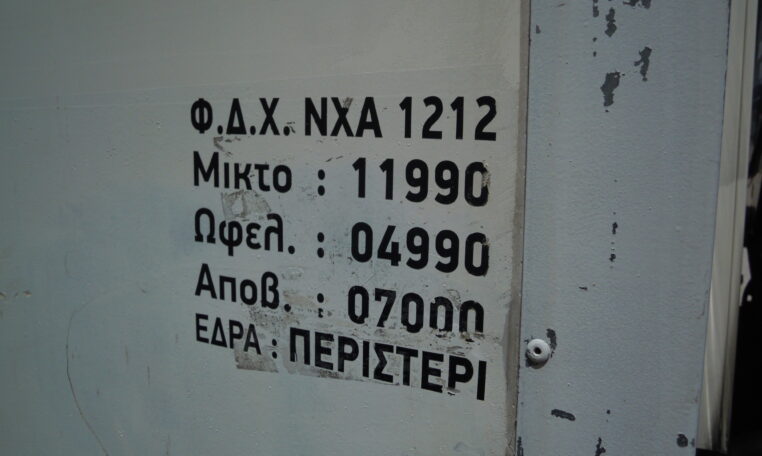 Φ.Δ.Χ. ΝΧΑ 1212
Μικτο : 11990
Ωφελ. : 04990
Αποβ. : 07000
ΕΔΡΑ : ΠΕΡΙΣΤΕΡΙ